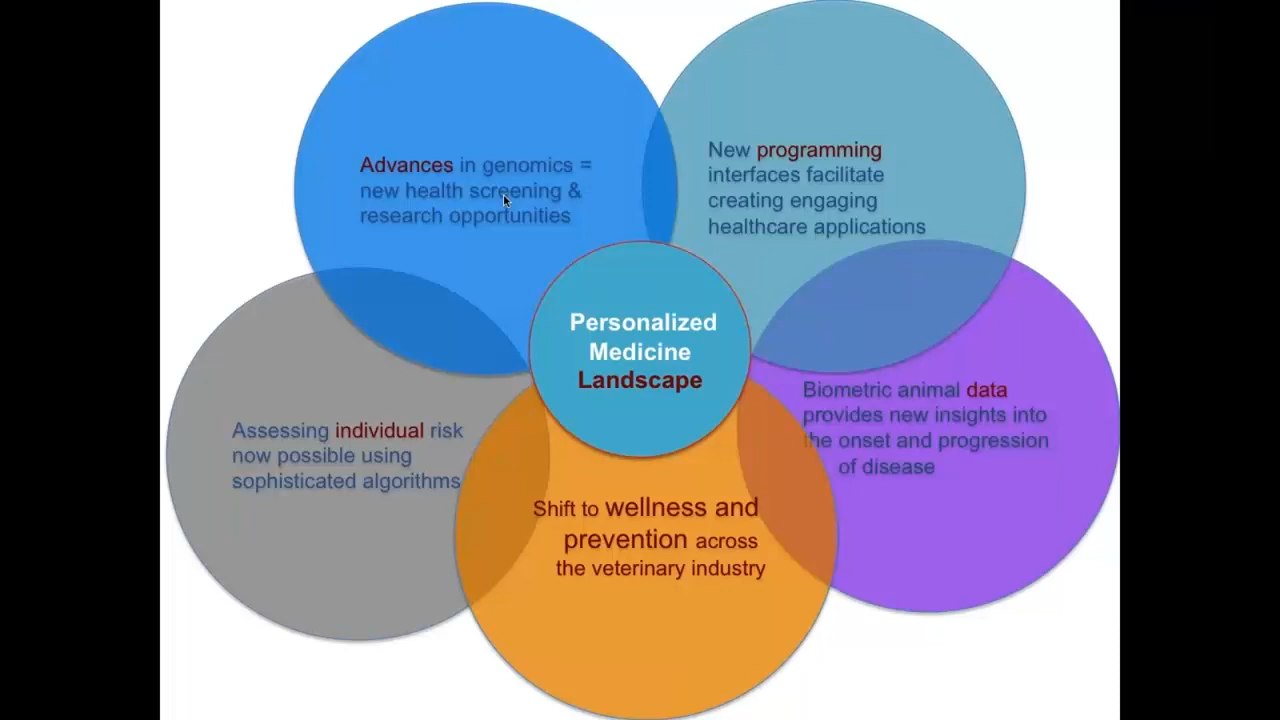 Advances in genomics =
new health screening &
research opportunities
New programming
interfaces facilitate
creating engaging
healthcare applications
Personalized
Medicine
Landscape
Assessing individual risk
now possible using
sophisticated algorithms
Biometric animal data
provides new insights into
the onset and progression
of disease
Shift to wellness and
prevention across
the veterinary industry